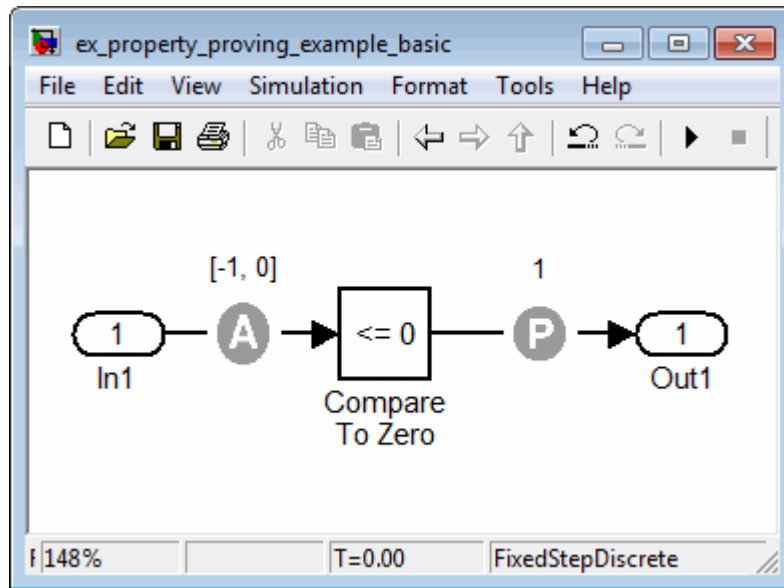 ex_property_proving_example_basic
File Edit View Simulation Format Tools Help
[-1, 0] 1
1 A <= 0 P 1
In1 Compare To Zero Out1
148% T=0.00 FixedStepDiscrete